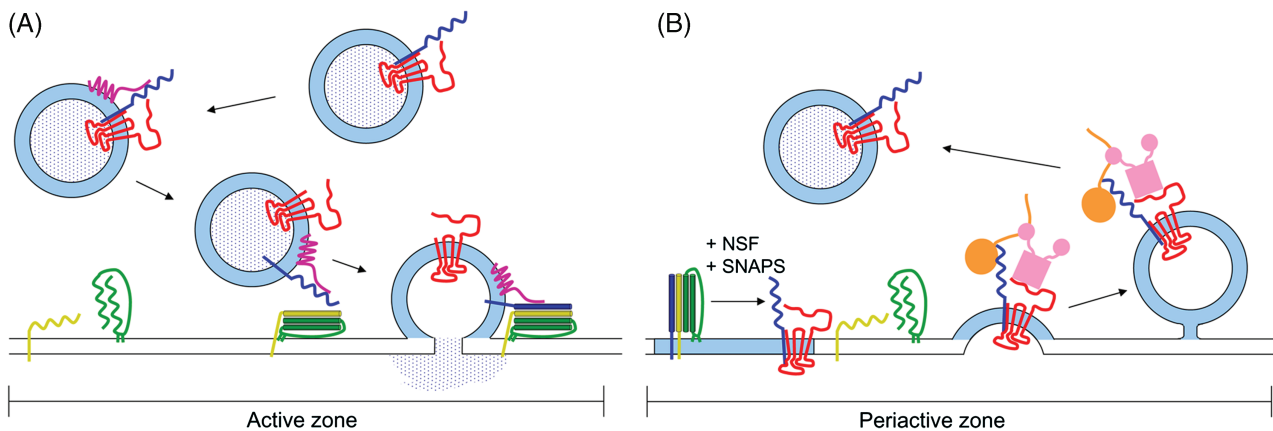 (A)
(B)
+ NSF
+ SNAPS
Active zone
Periactive zone